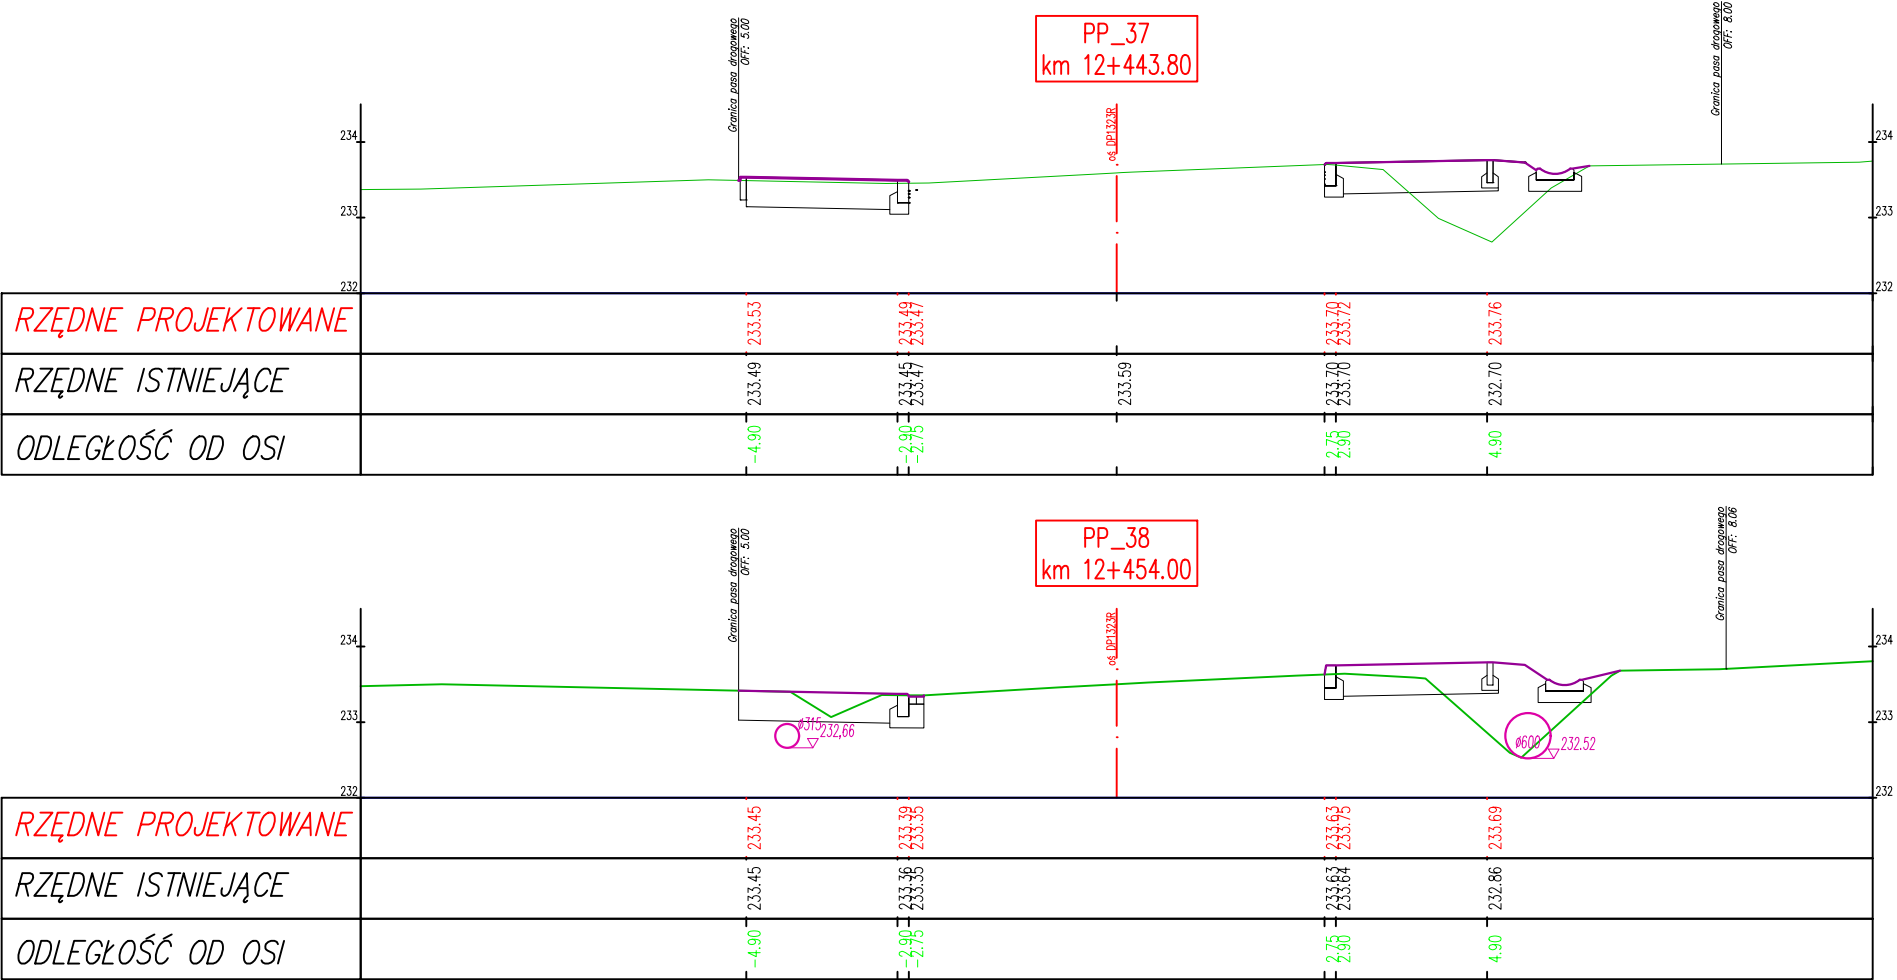 Granica pasa drogowego
OFF: 5.00
PP_37
km 12+443.80
Granica pasa drogowego
OFF: 8.00
oś DP1323R
234
234
233
233
232
232
RZĘDNE PROJEKTOWANE
233.53
233.49
233.47
233.70
233.72
233.76
RZĘDNE ISTNIEJĄCE
233.49
233.45
233.47
233.59
233.70
233.70
232.70
ODLEGŁOŚĆ OD OSI
-4.90
-2.90
-2.75
2.75
2.90
4.90
Granica pasa drogowego
OFF: 5.00
PP_38
km 12+454.00
Granica pasa drogowego
OFF: 8.06
oś DP1323R
234
234
233
233
ø315
232,66
ø600
232.52
232
232
RZĘDNE PROJEKTOWANE
233.45
233.39
233.35
233.63
233.75
233.69
RZĘDNE ISTNIEJĄCE
233.45
233.36
233.35
233.63
233.64
232.86
ODLEGŁOŚĆ OD OSI
-4.90
-2.90
-2.75
2.75
2.90
4.90